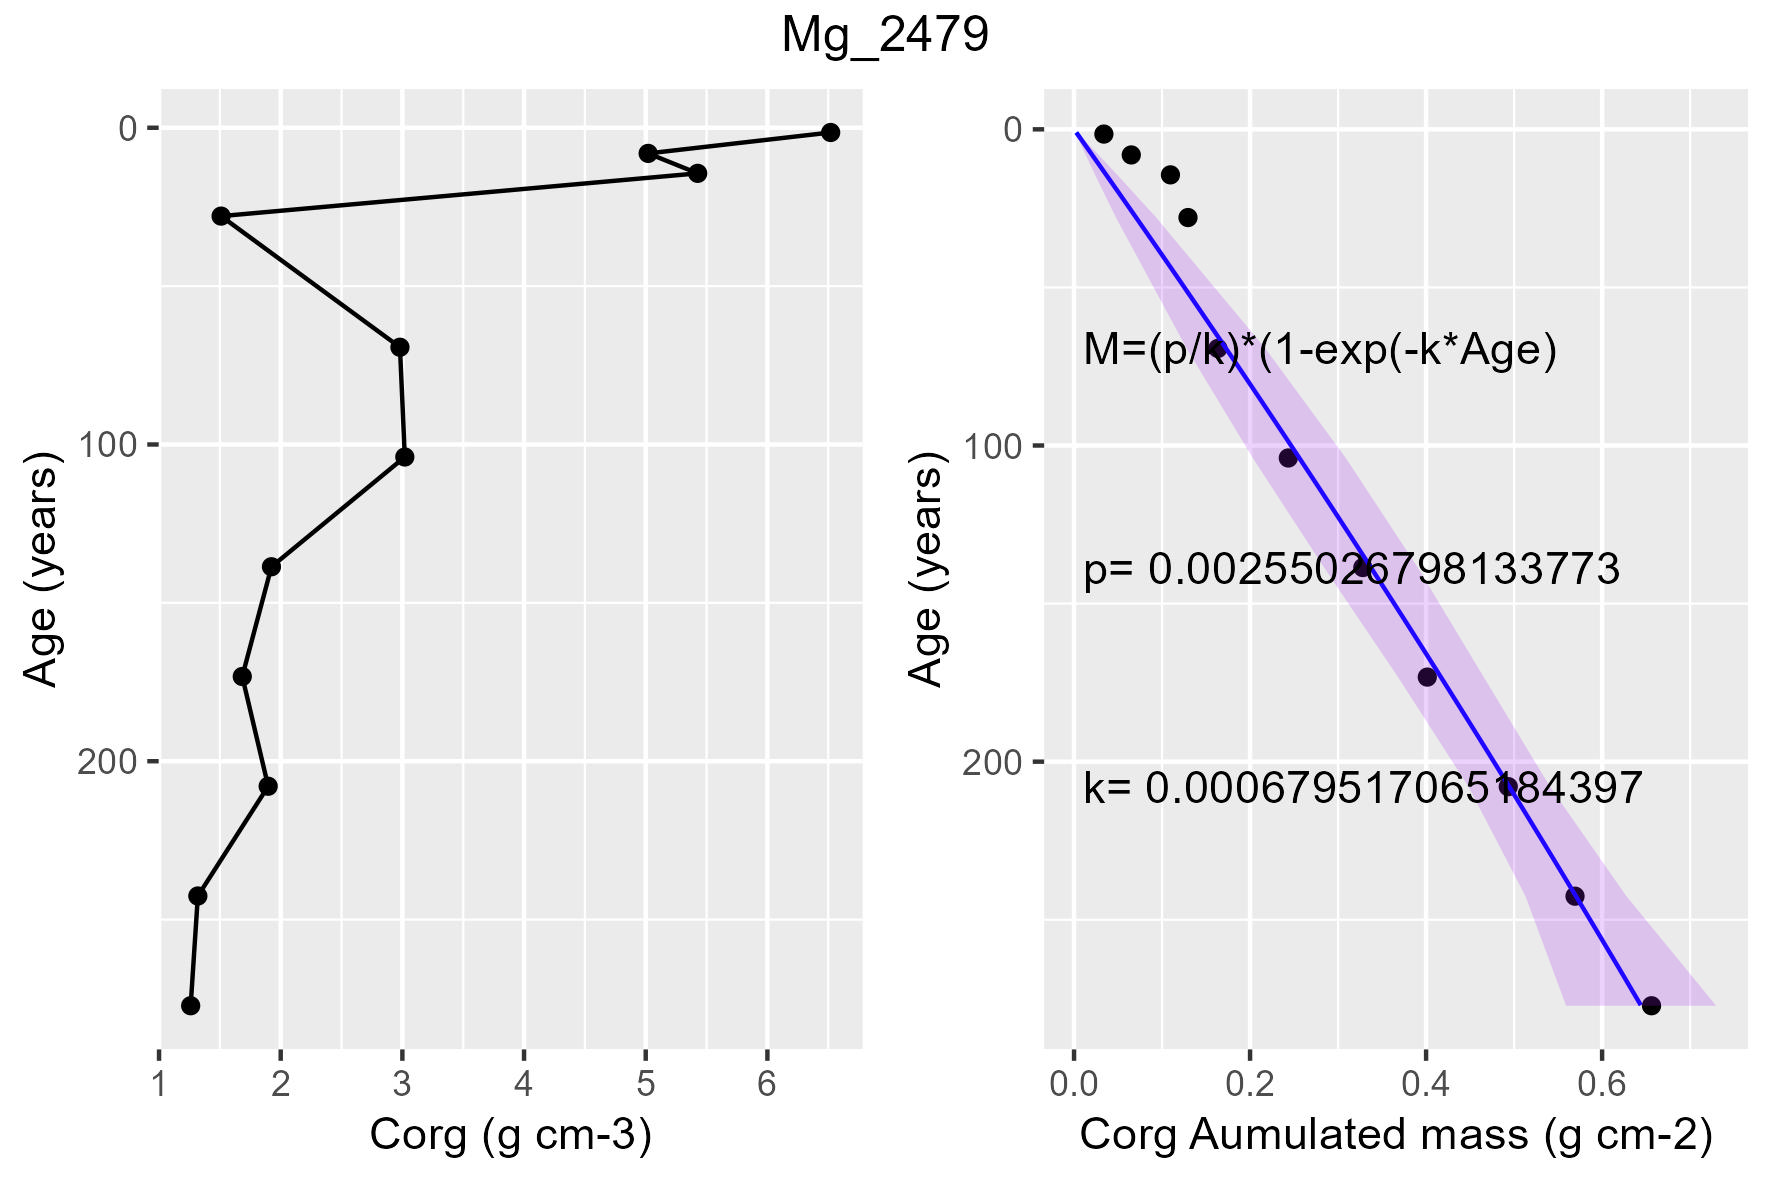 Mg_2479
0
100
200
Age (years)
1 2 3 4 5 6
Corg (g cm-3)
0
100
200
Age (years)
M=(p/k)*(1-exp(-k*Age)
p= 0.00255026798133773
k= 0.000679517065184397
0.0 0.2 0.4 0.6
Corg Aumulated mass (g cm-2)